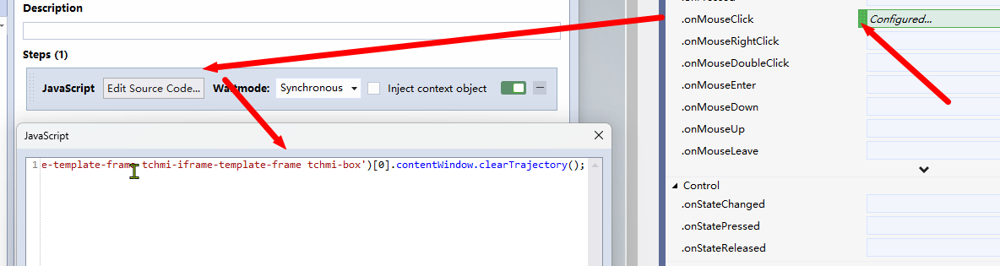 Description
Steps (1)
JavaScript
Edit Source Code...
Waitmode:
Synchronous
Inject context object
JavaScript
1
e-template-frame tchmi-iframe-template-frame tchmi-box')[0].contentWindow.clearTrajectory();
.onMouseClick
Configured...
.onMouseRightClick
.onMouseDoubleClick
.onMouseEnter
.onMouseDown
.onMouseUp
.onMouseLeave
Control
.onStateChanged
.onStatePressed
.onStateReleased